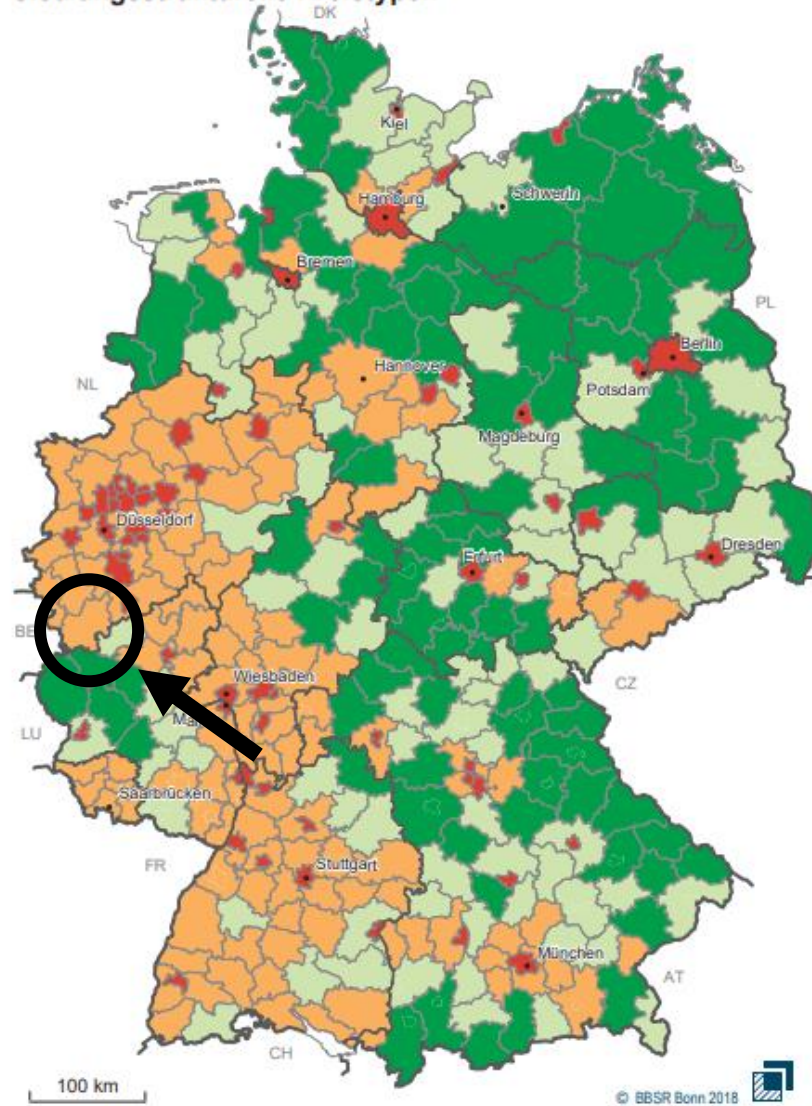 DK
Kiel
Schwerin
Hamburg
Bremen
PL
Berlin
Hannover
NL
Potsdam
Magdeburg
Düsseldorf
Dresden
Erfurt
BE
Wiesbaden
CZ
LU
Saarbrücken
FR
Stuttgart
München
AT
CH
100 km
© BBSR Bonn 2018